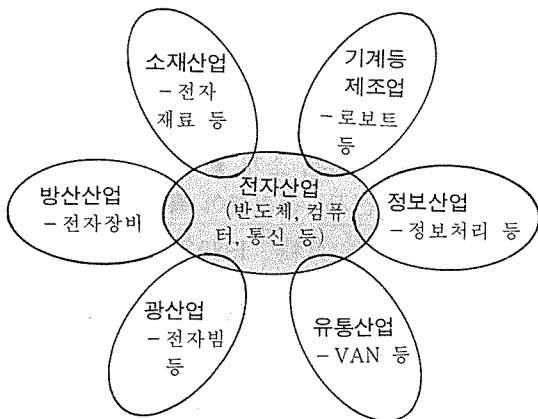 소재산업
－전자
재료 등
기계등
제조업
－로보트
등
방산산업
－전자장비
전자산업
(반도체, 컴퓨
터, 통신 등)
정보산업
－정보처리 등
광산업
－전자빔
등
유통산업
－VAN 등